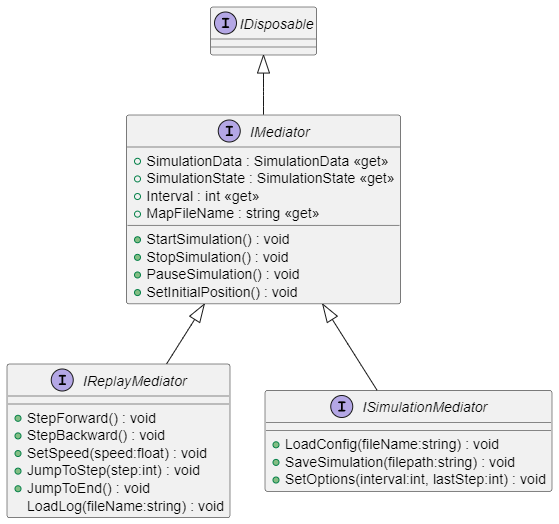 I IDisposable
I IMediator
SimulationData : SimulationData «get»
SimulationState : SimulationState «get»
Interval : int «get»
MapFileName : string «get»
StartSimulation() : void
StopSimulation() : void
PauseSimulation() : void
SetInitialPosition() : void
I IReplayMediator
StepForward() : void
StepBackward() : void
SetSpeed(speed:float) : void
JumpToStep(step:int) : void
JumpToEnd() : void
LoadLog(fileName:string) : void
I ISimulationMediator
LoadConfig(fileName:string) : void
SaveSimulation(filepath:string) : void
SetOptions(interval:int, lastStep:int) : void